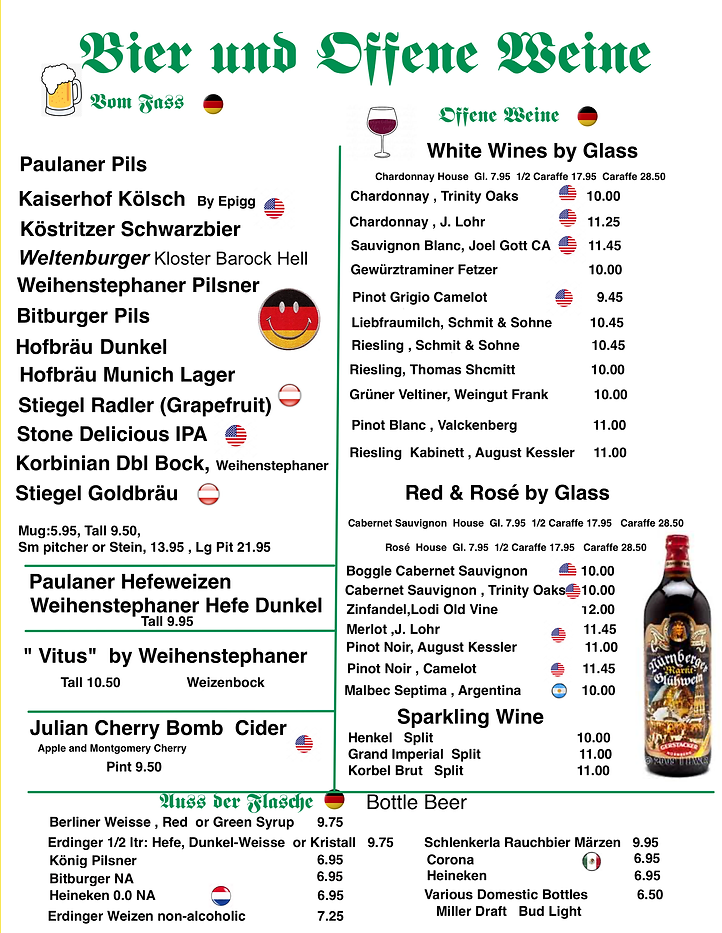 Bier und Offene Weine
Vom Fass
Offene Weine
Paulaner Pils
Kaiserhof Kölsch By Epigg
Köstritzer Schwarzbier
Weltenburger Kloster Barock Hell
Weihenstephaner Pilsner
Bitburger Pils
Hofbräu Dunkel
Hofbräu Munich Lager
Stiegel Radler (Grapefruit)
Stone Delicious IPA
Korbinian Dbl Bock, Weihenstephaner
Stiegel Goldbräu
Mug:5.95, Tall 9.50,
Sm pitcher or Stein, 13.95 , Lg Pit 21.95
Paulaner Hefeweizen
Weihenstephaner Hefe Dunkel
Tall 9.95
" Vitus" by Weihenstephaner
Tall 10.50 Weizenbock
Julian Cherry Bomb Cider
Apple and Montgomery Cherry
Pint 9.50
White Wines by Glass
Chardonnay House Gl. 7.95 1/2 Caraffe 17.95 Caraffe 28.50
Chardonnay , Trinity Oaks 10.00
Chardonnay , J. Lohr 11.25
Sauvignon Blanc, Joel Gott CA 11.45
Gewürztraminer Fetzer 10.00
Pinot Grigio Camelot 9.45
Liebfraumilch, Schmit & Sohne 10.45
Riesling , Schmit & Sohne 10.45
Riesling, Thomas Shcmitt 10.00
Grüner Veltiner, Weingut Frank 10.00
Pinot Blanc , Valckenberg 11.00
Riesling Kabinett , August Kessler 11.00
Red & Rosé by Glass
Cabernet Sauvignon House Gl. 7.95 1/2 Caraffe 17.95 Caraffe 28.50
Rosé House Gl. 7.95 1/2 Caraffe 17.95 Caraffe 28.50
Boggle Cabernet Sauvignon 10.00
Cabernet Sauvignon , Trinity Oaks 10.00
Zinfandel,Lodi Old Vine 12.00
Merlot ,J. Lohr 11.45
Pinot Noir, August Kessler 11.00
Pinot Noir , Camelot 11.45
Malbec Septima , Argentina 10.00
Nürnberger
Markt
Glühwein
GERSTACKER
NÜRNBERG
Sparkling Wine
Henkel Split 10.00
Grand Imperial Split 11.00
Korbel Brut Split 11.00
Auss der Flasche Bottle Beer
Berliner Weisse , Red or Green Syrup 9.75
Erdinger 1/2 ltr: Hefe, Dunkel-Weisse or Kristall 9.75
König Pilsner 6.95
Bitburger NA 6.95
Heineken 0.0 NA 6.95
Erdinger Weizen non-alcoholic 7.25
Schlenkerla Rauchbier Märzen 9.95
Corona 6.95
Heineken 6.95
Various Domestic Bottles 6.50
Miller Draft Bud Light